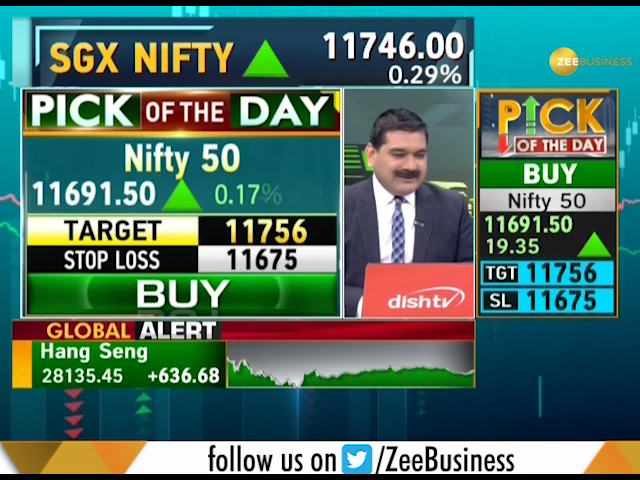 SGX NIFTY 11746.00
0.29%
ZEEBUSINESS
PICK OF THE DAY
Nifty 50
11691.50 0.17%
TARGET 11756
STOP LOSS 11675
BUY
dishtv
PICK
OF THE DAY
BUY
Nifty 50
11691.50
19.35
TGT 11756
SL 11675
GLOBAL ALERT
Hang Seng
28135.45 +636.68
follow us on /ZeeBusiness